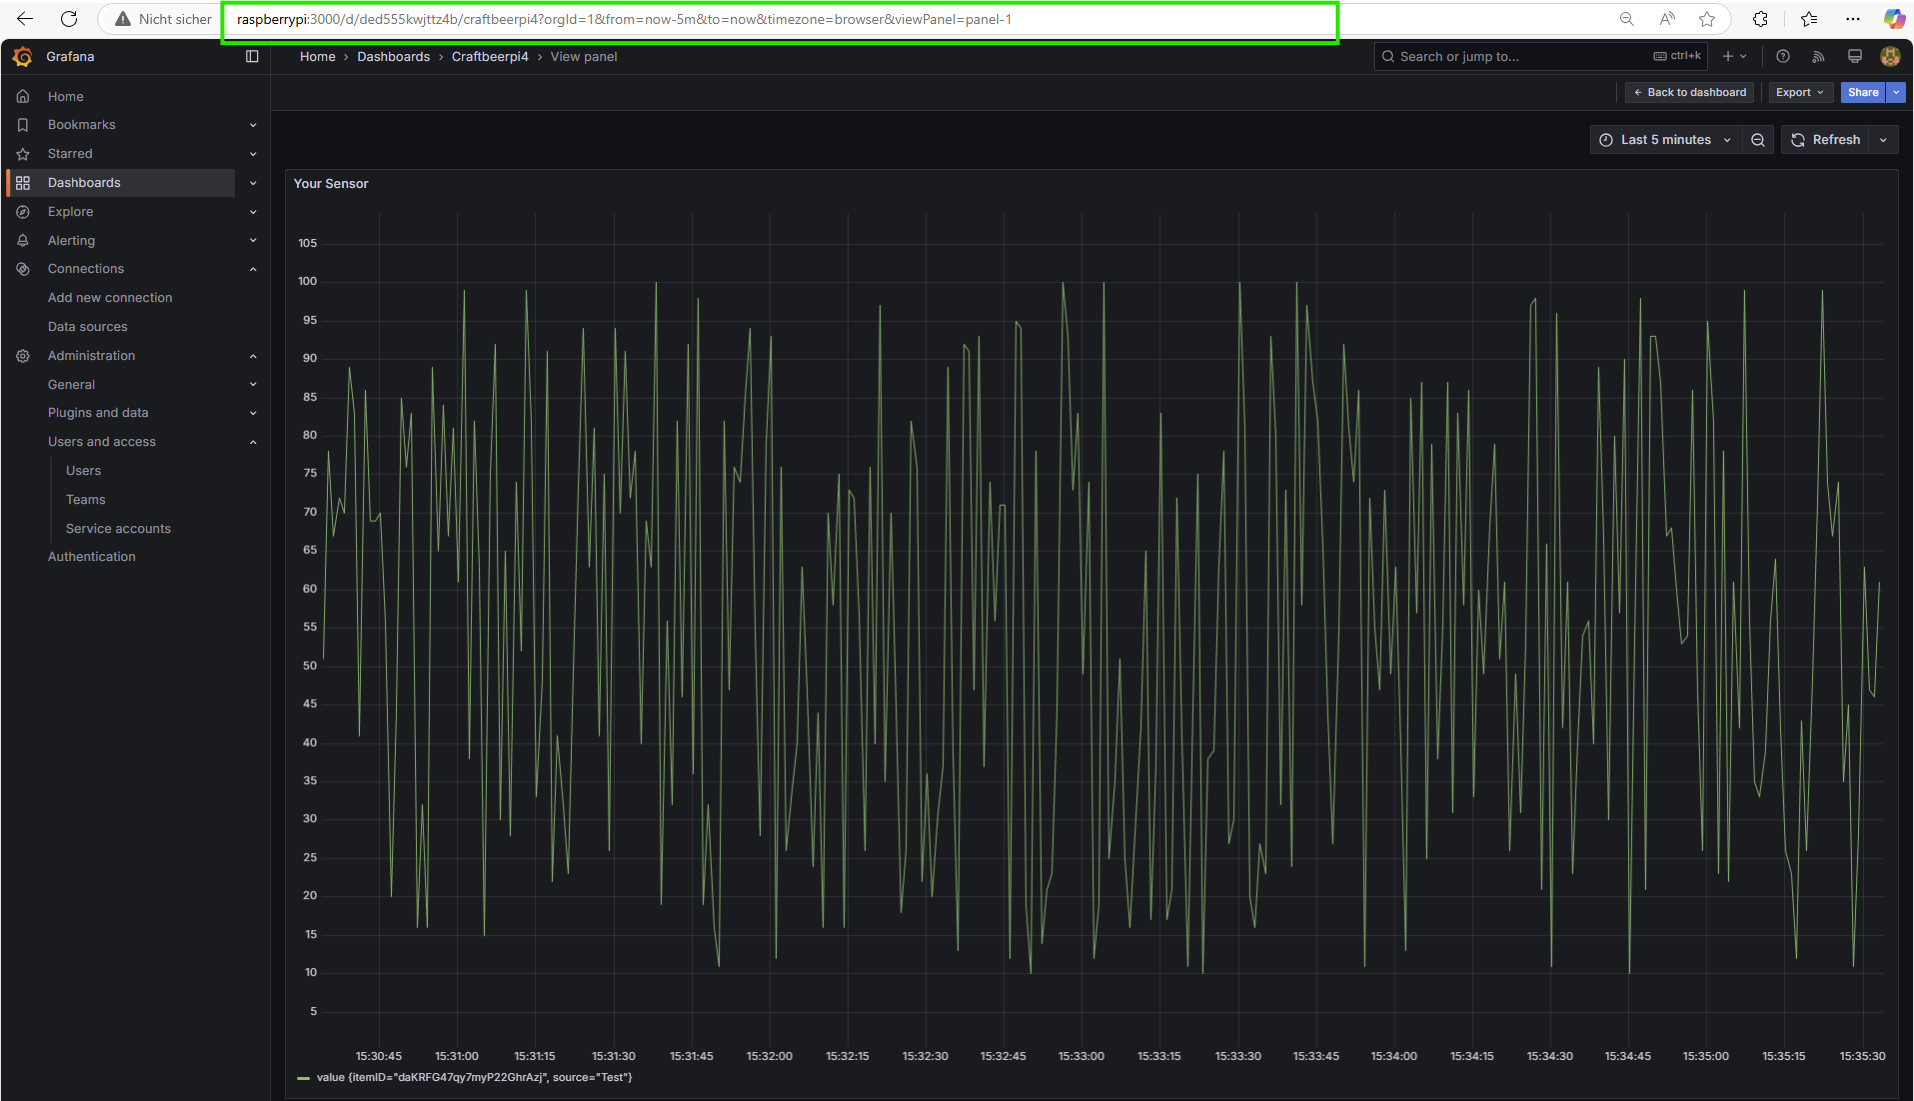 Nicht sicher raspberrypi:3000/d/ded555kwjttz4b/craftbeerpi4?orgId=1&from=now-5m&to=now&timezone=browser&viewPanel=panel-1
Grafana
Home › Dashboards › Craftbeerpi4 › View panel
Search or jump to... ctrl+k
← Back to dashboard Export Share
Last 5 minutes Refresh
Home
Bookmarks
Starred
Dashboards
Explore
Alerting
Connections
Add new connection
Data sources
Administration
General
Plugins and data
Users and access
Users
Teams
Service accounts
Authentication
Your Sensor
105
100
95
90
85
80
75
70
65
60
55
50
45
40
35
30
25
20
15
10
5
15:30:45 15:31:00 15:31:15 15:31:30 15:31:45 15:32:00 15:32:15 15:32:30 15:32:45 15:33:00 15:33:15 15:33:30 15:33:45 15:34:00 15:34:15 15:34:30 15:34:45 15:35:00 15:35:15 15:35:30
value {itemID="daKRFG47qy7myP22GhrAzj", source="Test"}